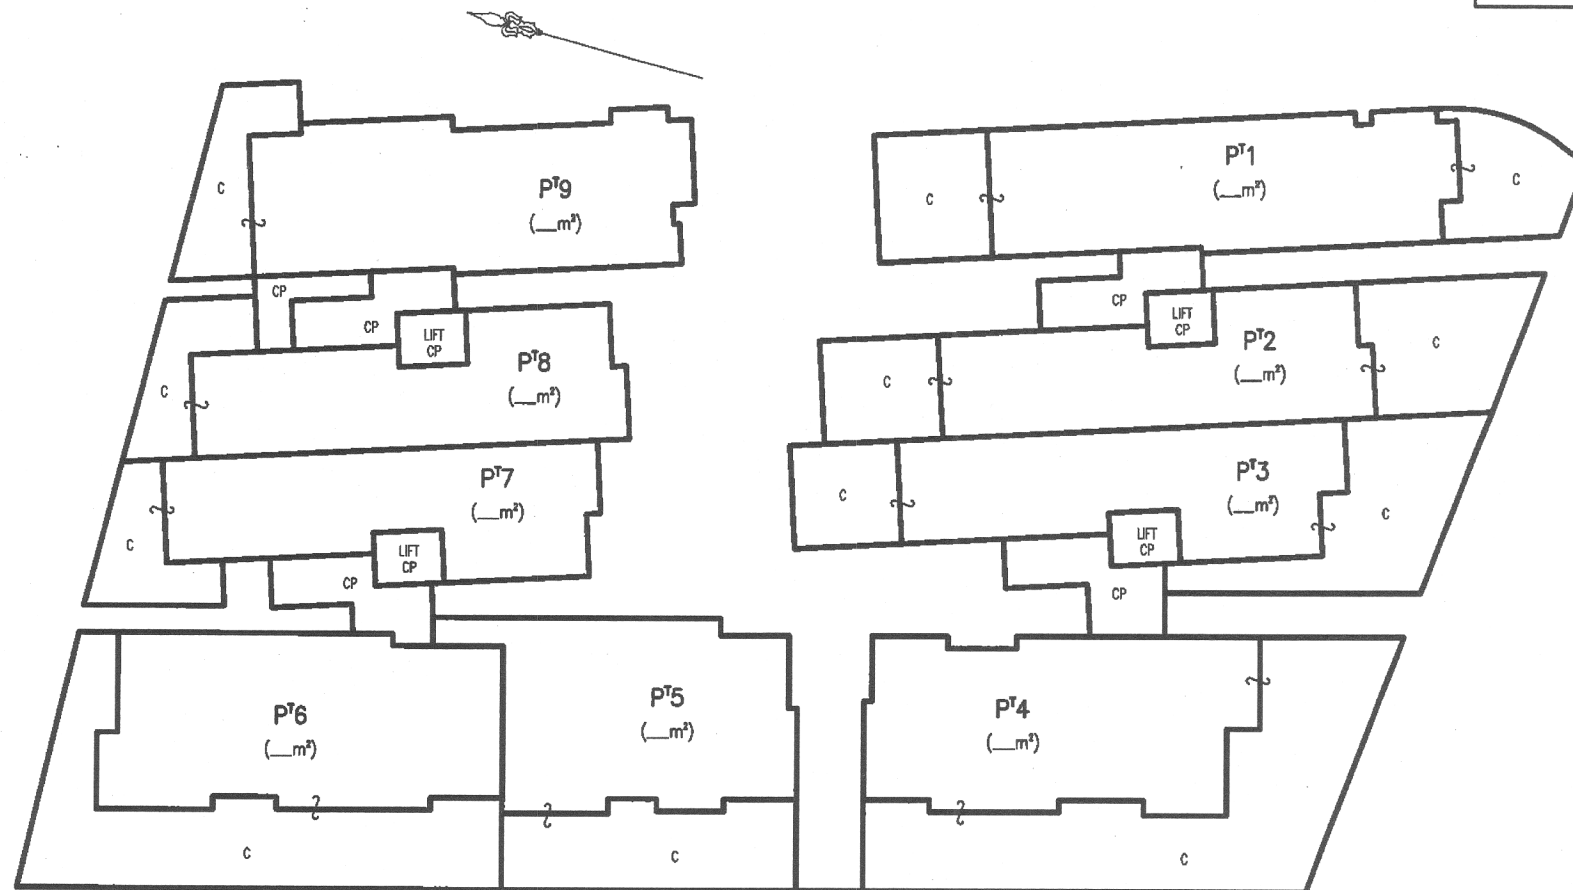 PT9
(__m²)
C
C
PT1
(__m²)
C
CP
CP
LIFT
CP
PT8
(__m²)
C
CP
LIFT
CP
PT2
(__m²)
C
C
PT7
(__m²)
C
LIFT
CP
CP
PT3
(__m²)
C
C
LIFT
CP
CP
PT6
(__m²)
C
PT5
(__m²)
C
PT4
(__m²)
C